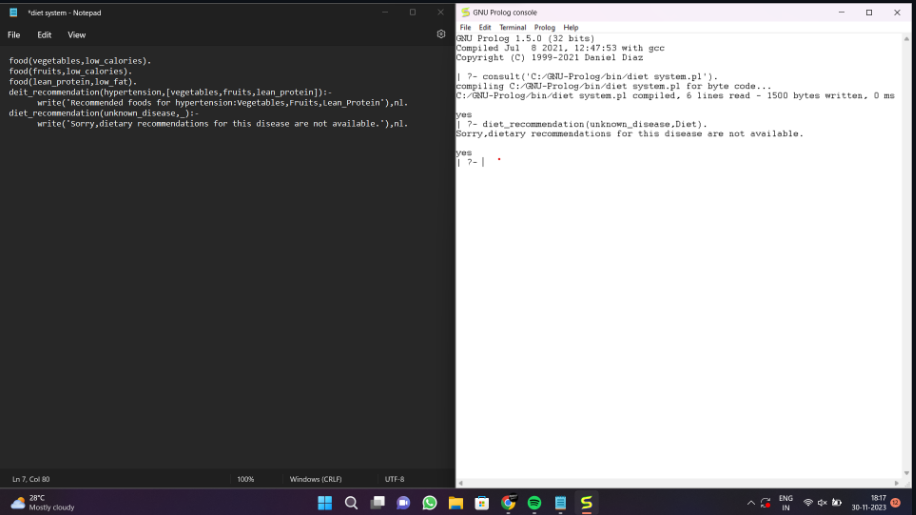 *diet system - Notepad
File Edit View
food(vegetables,low_calories).
food(fruits,low_calories).
food(lean_protein,low_fat).
deit_recommendation(hypertension,[vegetables,fruits,lean_protein]):-
write('Recommended foods for hypertension:Vegetables,Fruits,Lean_Protein'),nl.
diet_recommendation(unknown_disease,_):-
write('Sorry,dietary recommendations for this disease are not available.'),nl.
Ln 7, Col 80 100% Windows (CRLF) UTF-8
GNU Prolog console
File Edit Terminal Prolog Help
GNU Prolog 1.5.0 (32 bits)
Compiled Jul  8 2021, 12:47:53 with gcc
Copyright (C) 1999-2021 Daniel Diaz
| ?- consult('C:/GNU-Prolog/bin/diet system.pl').
compiling C:/GNU-Prolog/bin/diet system.pl for byte code...
C:/GNU-Prolog/bin/diet system.pl compiled, 6 lines read - 1500 bytes written, 0 ms
yes
| ?- diet_recommendation(unknown_disease,Diet).
Sorry,dietary recommendations for this disease are not available.
yes
| ?-
28°C
Mostly cloudy
ENG
IN
18:17
30-11-2023
12